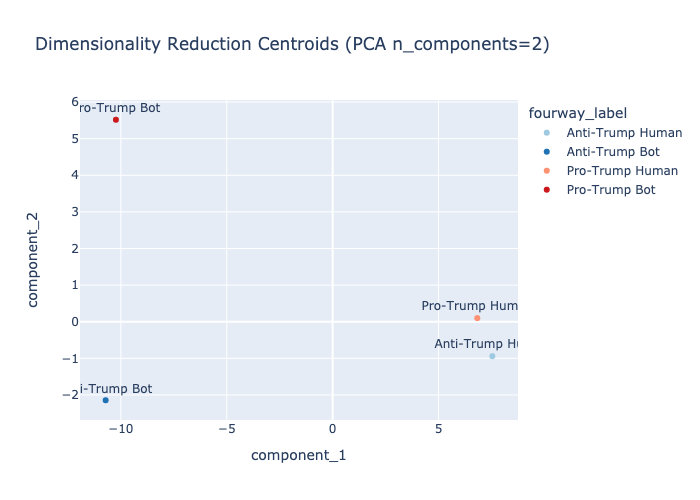 Dimensionality Reduction Centroids (PCA n_components=2)
fourway_label
Anti-Trump Human
Anti-Trump Bot
Pro-Trump Human
Pro-Trump Bot
component_2
6
5
4
3
2
1
0
−1
−2
ro-Trump Bot
Pro-Trump Hum
Anti-Trump Hu
i-Trump Bot
−10
−5
0
5
component_1